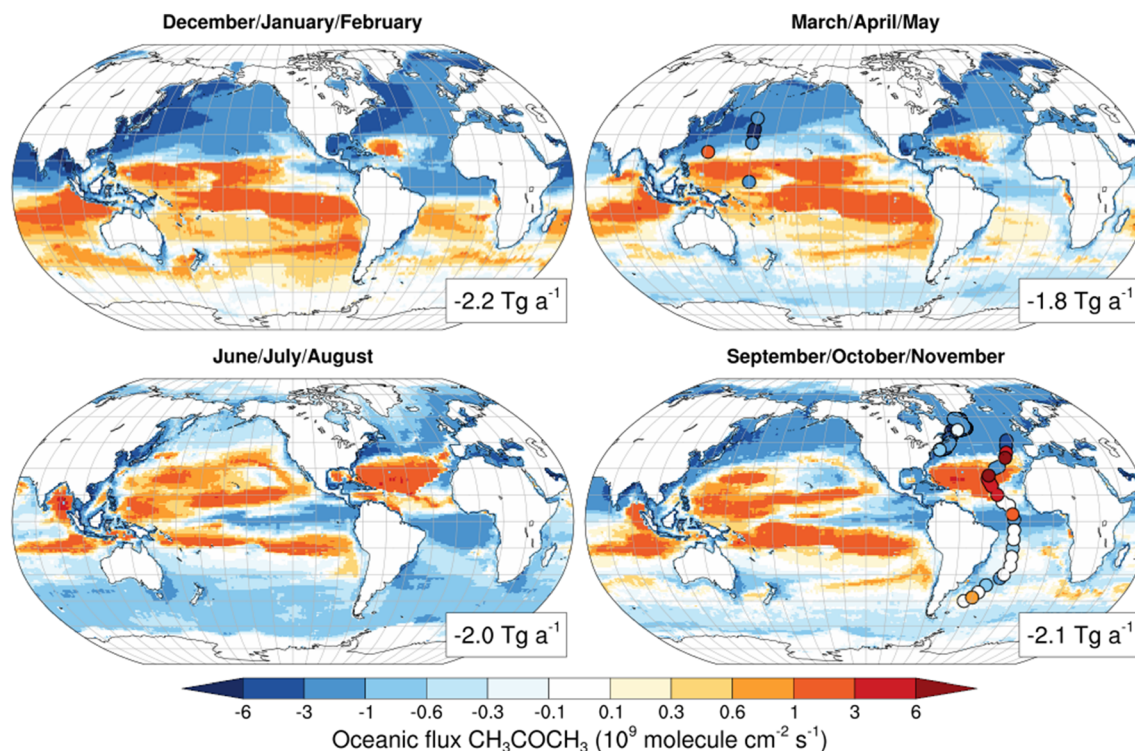 December/January/February
March/April/May
-2.2 Tg a⁻¹
-1.8 Tg a⁻¹
June/July/August
September/October/November
-2.0 Tg a⁻¹
-2.1 Tg a⁻¹
-6 -3 -1 -0.6 -0.3 -0.1 0.1 0.3 0.6 1 3 6
Oceanic flux CH₃COCH₃ (10⁹ molecule cm⁻² s⁻¹)